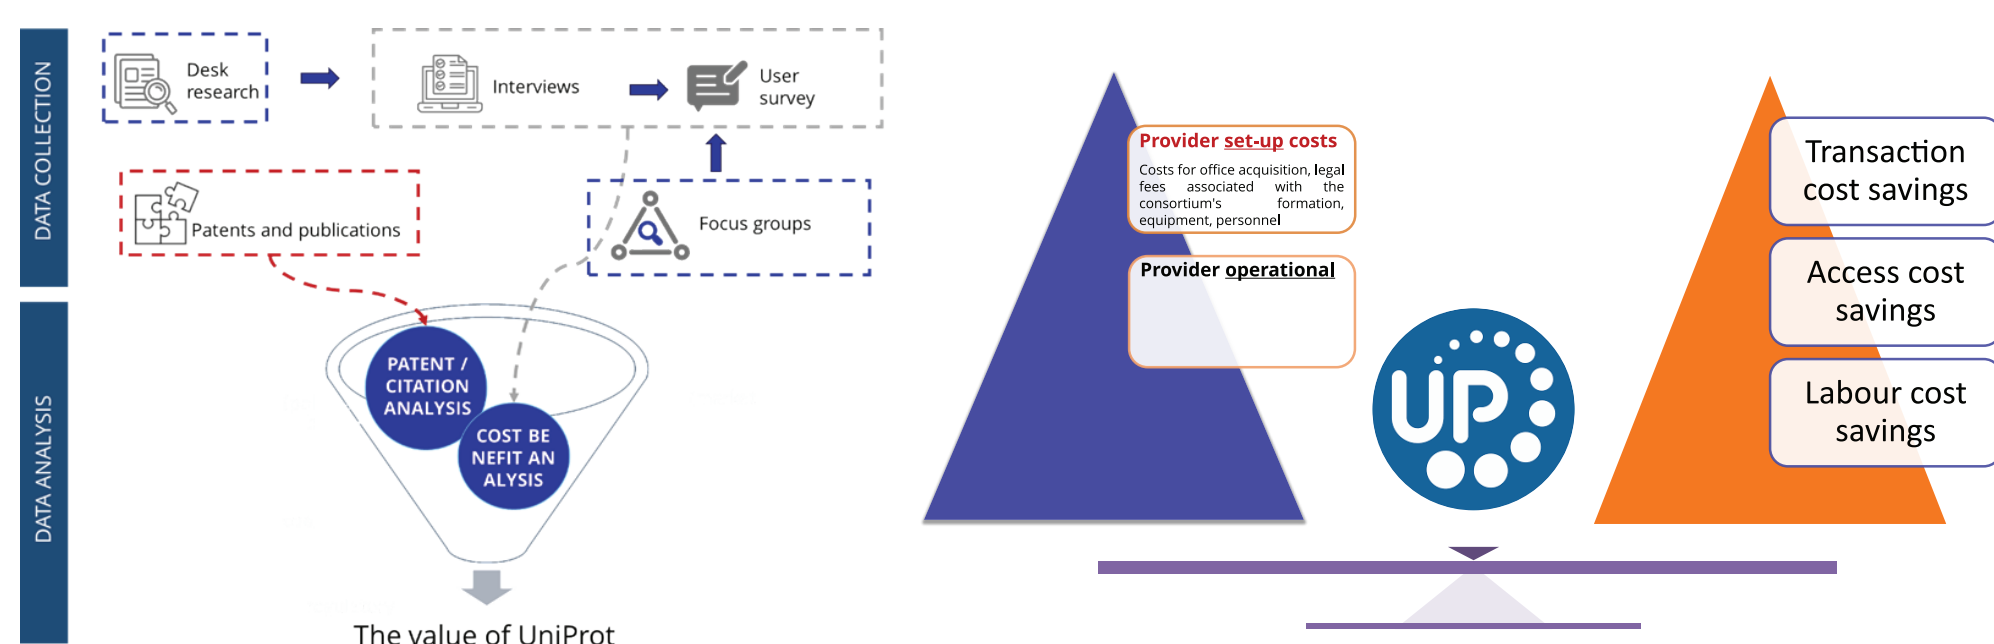 DATA COLLECTION
Desk
research
Interviews
User
survey
Patents and publications
Focus groups
DATA ANALYSIS
PATENT /
CITATION
ANALYSIS
COST BE
NEFIT AN
ALYSIS
The value of UniProt
Provider set-up costs
Costs for office acquisition, legal
fees associated with the
consortium's formation,
equipment, personnel
Provider operational
UP
Transaction
cost savings
Access cost
savings
Labour cost
savings